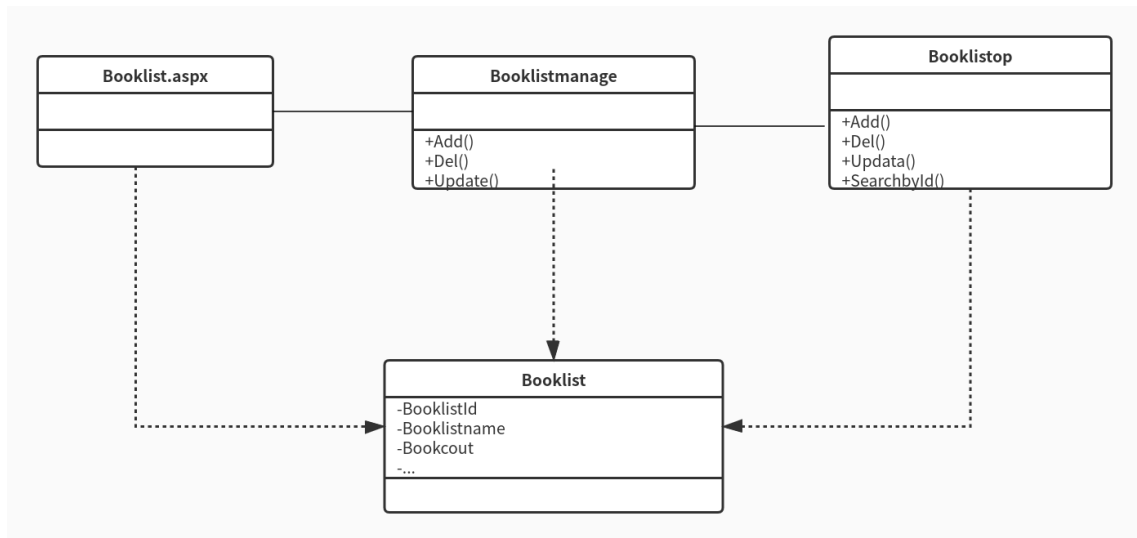 Booklist.aspx
Booklistmanage
+Add()
+Del()
+Update()
Booklistop
+Add()
+Del()
+Updata()
+SearchbyId()
Booklist
-BooklistId
-Booklistname
-Bookcout
-...